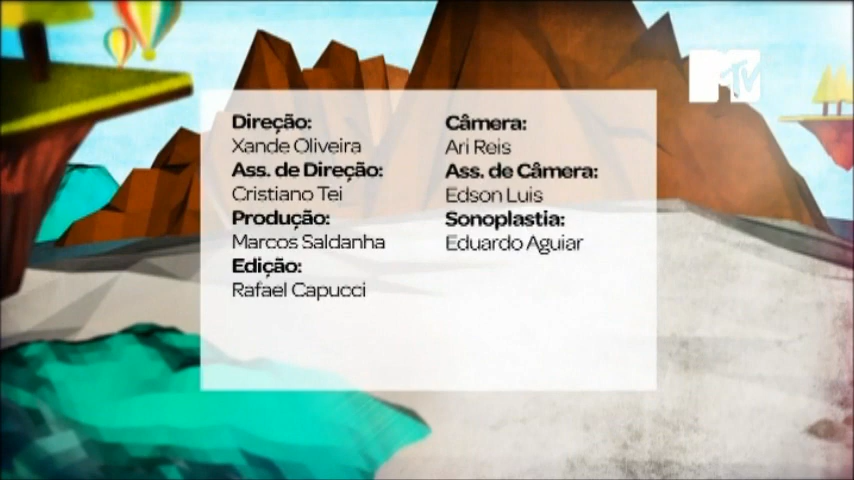 MTV
Direção:
Xande Oliveira
Ass. de Direção:
Cristiano Tei
Produção:
Marcos Saldanha
Edição:
Rafael Capucci
Câmera:
Ari Reis
Ass. de Câmera:
Edson Luis
Sonoplastia:
Eduardo Aguiar